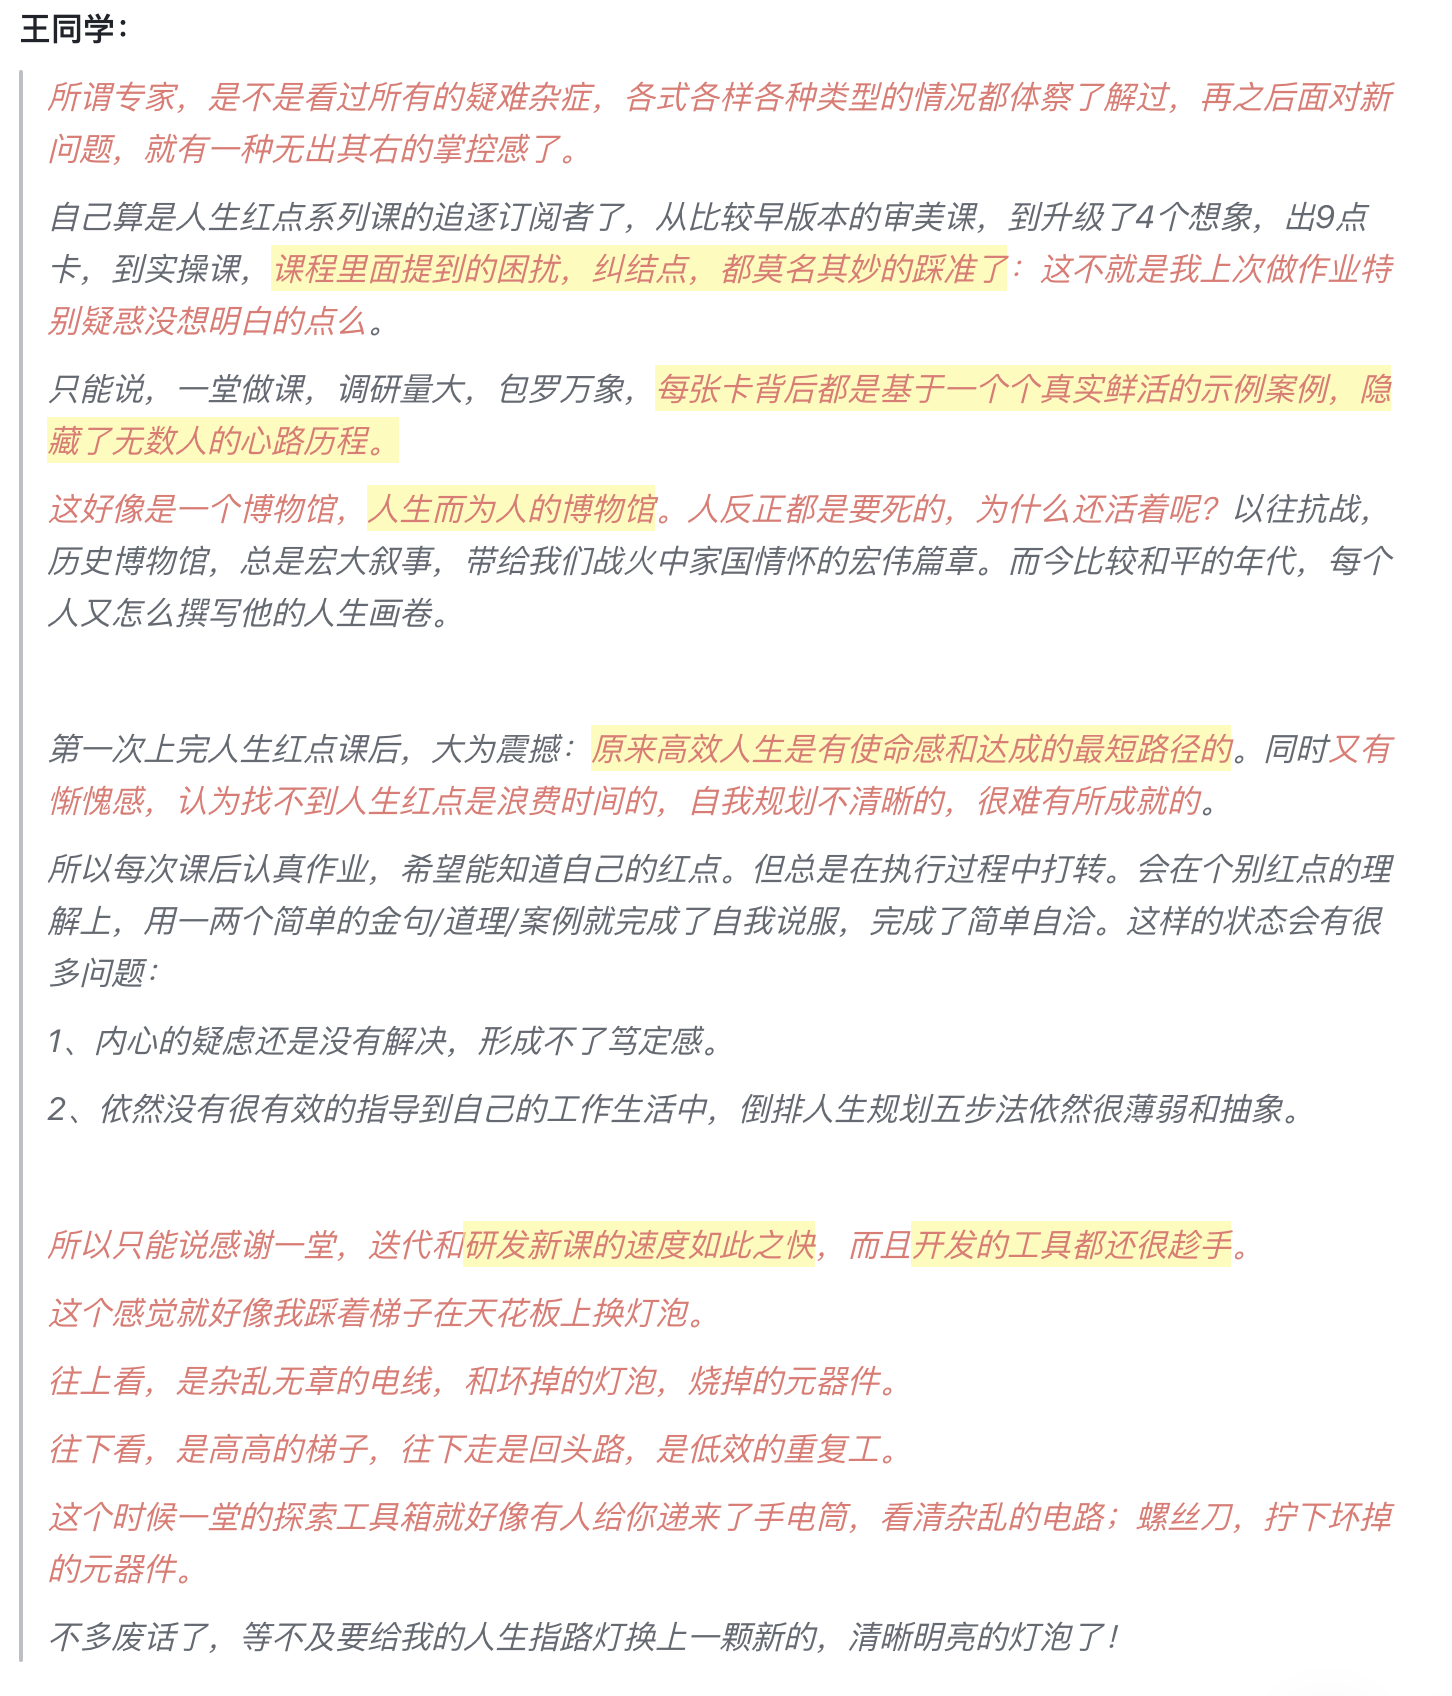 王同学：
所谓专家，是不是看过所有的疑难杂症，各式各样各种类型的情况都体察了解过，再之后面对新
问题，就有一种无出其右的掌控感了。
自己算是人生红点系列课的追逐订阅者了，从比较早版本的审美课，到升级了4个想象，出9点
卡，到实操课，课程里面提到的困扰，纠结点，都莫名其妙的踩准了：这不就是我上次做作业特
别疑惑没想明白的点么。
只能说，一堂做课，调研量大，包罗万象，每张卡背后都是基于一个个真实鲜活的示例案例，隐
藏了无数人的心路历程。
这好像是一个博物馆，人生而为人的博物馆。人反正都是要死的，为什么还活着呢？以往抗战，
历史博物馆，总是宏大叙事，带给我们战火中家国情怀的宏伟篇章。而今比较和平的年代，每个
人又怎么撰写他的人生画卷。
第一次上完人生红点课后，大为震撼：原来高效人生是有使命感和达成的最短路径的。同时又有
惭愧感，认为找不到人生红点是浪费时间的，自我规划不清晰的，很难有所成就的。
所以每次课后认真作业，希望能知道自己的红点。但总是在执行过程中打转。会在个别红点的理
解上，用一两个简单的金句/道理/案例就完成了自我说服，完成了简单自洽。这样的状态会有很
多问题：
1、内心的疑虑还是没有解决，形成不了笃定感。
2、依然没有很有效的指导到自己的工作生活中，倒排人生规划五步法依然很薄弱和抽象。
所以只能说感谢一堂，迭代和研发新课的速度如此之快，而且开发的工具都还很趁手。
这个感觉就好像我踩着梯子在天花板上换灯泡。
往上看，是杂乱无章的电线，和坏掉的灯泡，烧掉的元器件。
往下看，是高高的梯子，往下走是回头路，是低效的重复工。
这个时候一堂的探索工具箱就好像有人给你递来了手电筒，看清杂乱的电路；螺丝刀，拧下坏掉
的元器件。
不多废话了，等不及要给我的人生指路灯换上一颗新的，清晰明亮的灯泡了！